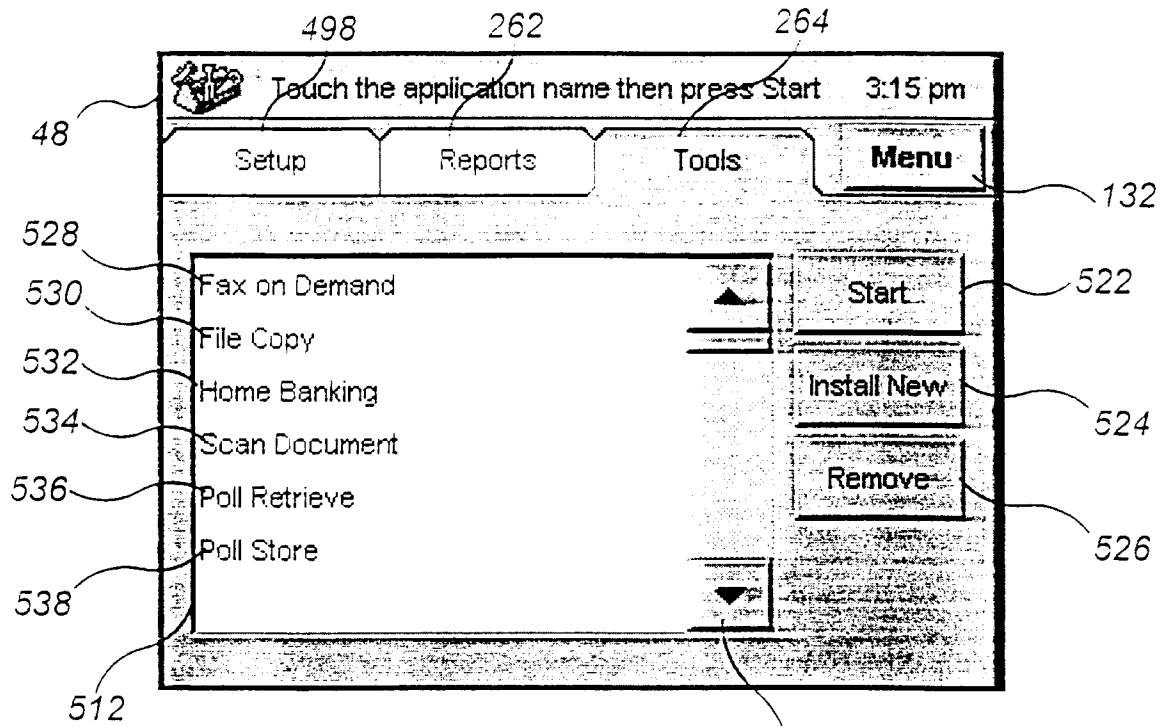 498 262 264
Touch the application name then press Start 3:15 pm
48
Setup Reports Tools Menu
132
528 Fax on Demand Start 522
530 File Copy
532 Home Banking Install New 524
534 Scan Document
536 Poll Retrieve Remove 526
538 Poll Store
512